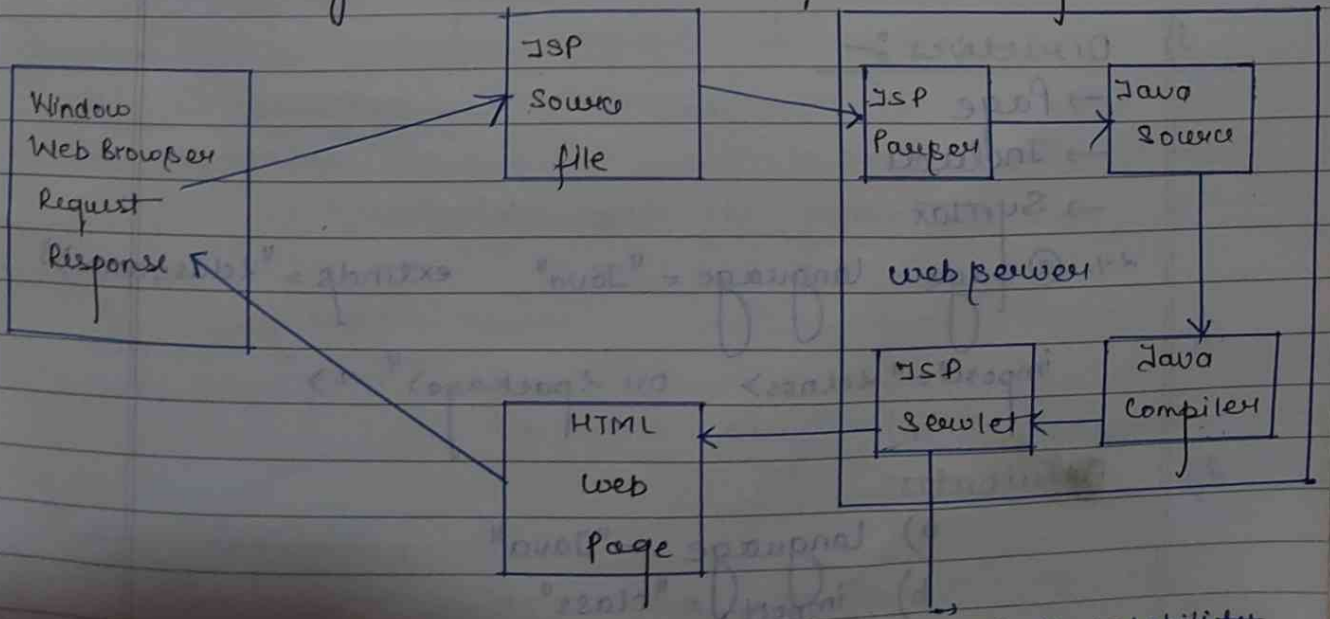 Window
Web Browser
Request
Response
JSP
Source
file
JSP
Parser
Java
Source
web server
Java
Compiler
JSP
Servlet
HTML
web
Page